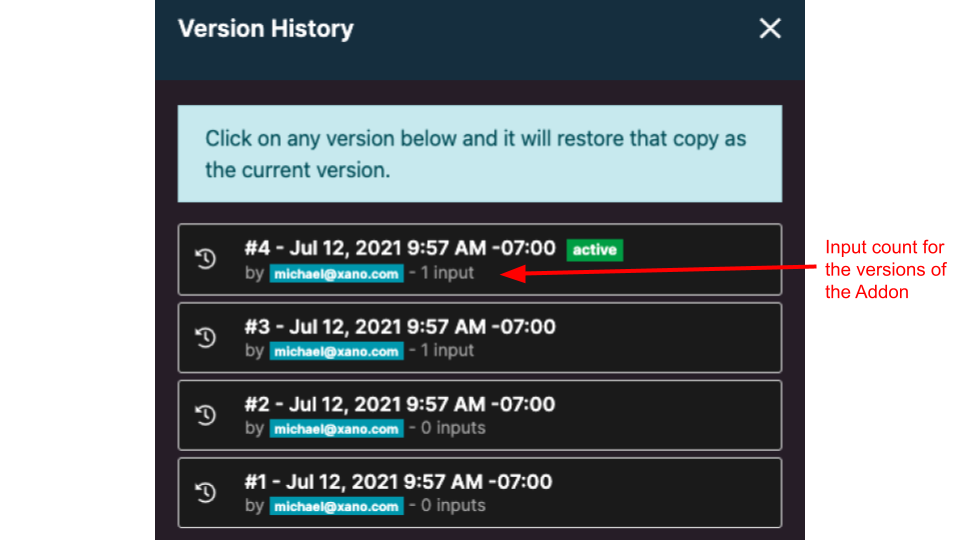 Version History
Click on any version below and it will restore that copy as
the current version.
#4 - Jul 12, 2021 9:57 AM -07:00 active
by michael@xano.com - 1 input
#3 - Jul 12, 2021 9:57 AM -07:00
by michael@xano.com - 1 input
#2 - Jul 12, 2021 9:57 AM -07:00
by michael@xano.com - 0 inputs
#1 - Jul 12, 2021 9:57 AM -07:00
by michael@xano.com - 0 inputs
Input count for
the versions of
the Addon